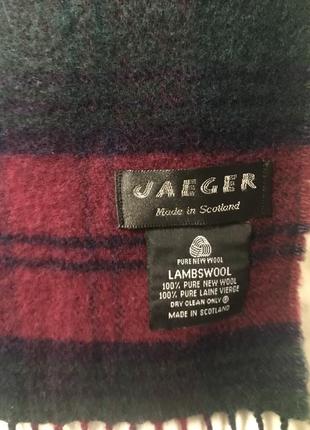 JAEGER
Made in Scotland
PURE NEW WOOL
LAMBSWOOL
100% PURE NEW WOOL
100% PURE LAINE VIERGE
DRY CLEAN ONLY Ⓟ
MADE IN SCOTLAND